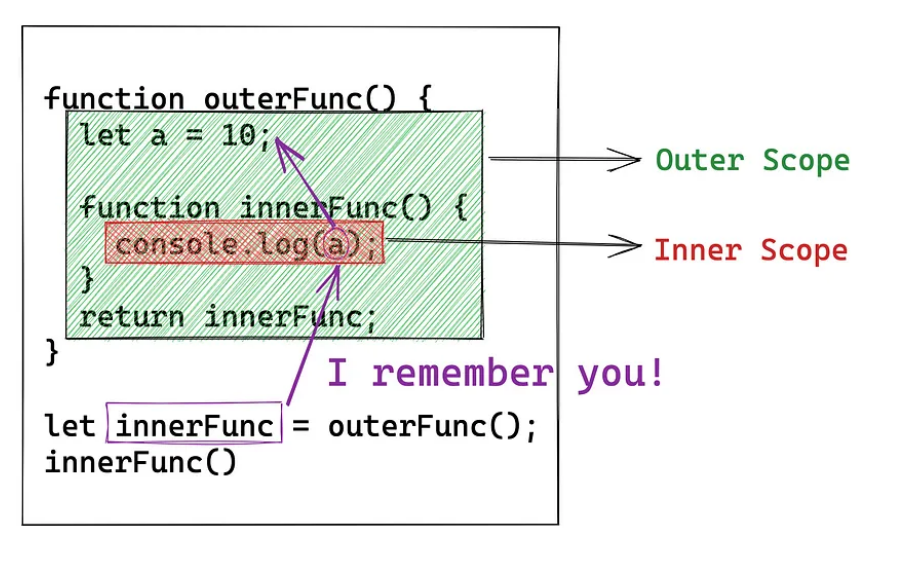 function outerFunc() {
let a = 10;
function innerFunc() {
console.log(a);
}
return innerFunc;
}
let innerFunc = outerFunc();
innerFunc()
Outer Scope
Inner Scope
I remember you!